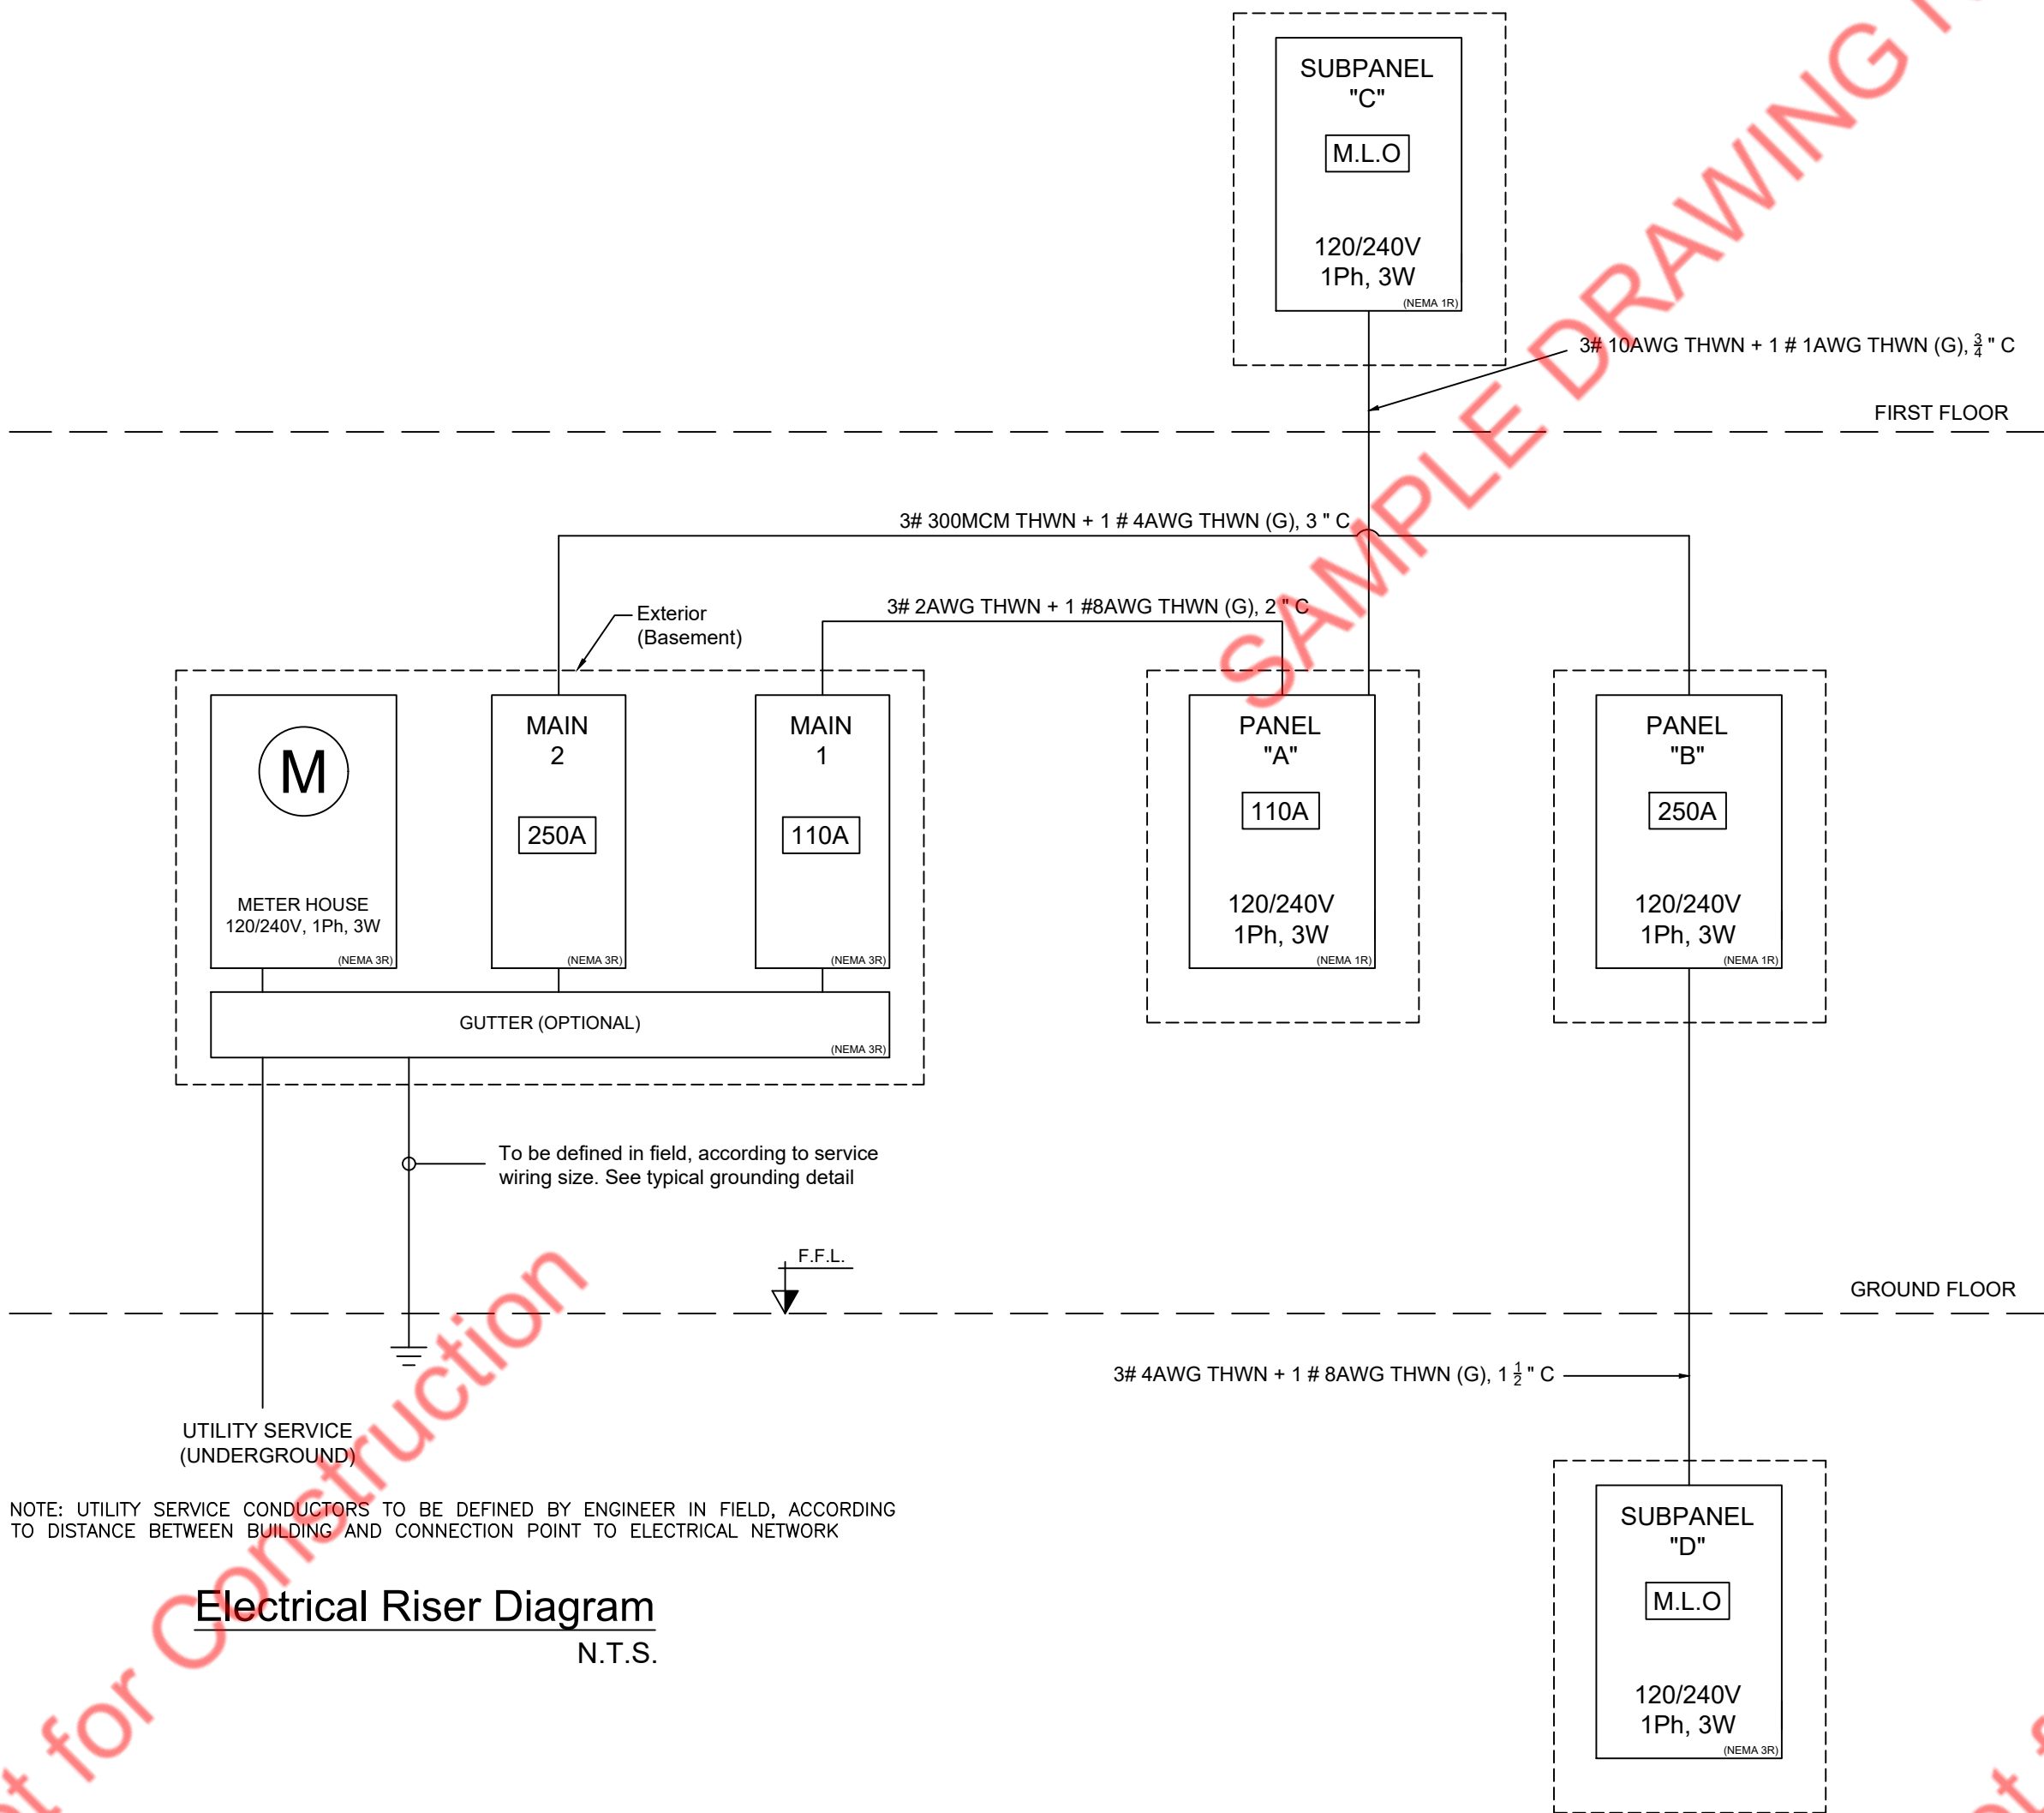 SUBPANEL
"C"
M.L.O
120/240V
1Ph, 3W
(NEMA 1R)
3# 10AWG THWN + 1 # 1AWG THWN (G), 3/4 " C
FIRST FLOOR
3# 300MCM THWN + 1 # 4AWG THWN (G), 3 " C
3# 2AWG THWN + 1 #8AWG THWN (G), 2 " C
Exterior
(Basement)
M
METER HOUSE
120/240V, 1Ph, 3W
(NEMA 3R)
MAIN
2
250A
(NEMA 3R)
MAIN
1
110A
(NEMA 3R)
GUTTER (OPTIONAL)
(NEMA 3R)
PANEL
"A"
110A
120/240V
1Ph, 3W
(NEMA 1R)
PANEL
"B"
250A
120/240V
1Ph, 3W
(NEMA 1R)
To be defined in field, according to service
wiring size. See typical grounding detail
F.F.L.
GROUND FLOOR
3# 4AWG THWN + 1 # 8AWG THWN (G), 1 1/2 " C
UTILITY SERVICE
(UNDERGROUND)
NOTE: UTILITY SERVICE CONDUCTORS TO BE DEFINED BY ENGINEER IN FIELD, ACCORDING
TO DISTANCE BETWEEN BUILDING AND CONNECTION POINT TO ELECTRICAL NETWORK
Electrical Riser Diagram
N.T.S.
SUBPANEL
"D"
M.L.O
120/240V
1Ph, 3W
(NEMA 3R)
SAMPLE DRAWING
for Construction